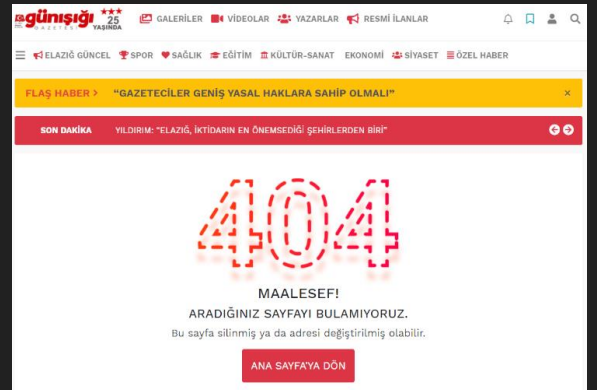 günışığı
GAZETESİ
25
YAŞINDA
GALERİLER VİDEOLAR YAZARLAR RESMİ İLANLAR
ELAZIĞ GÜNCEL SPOR SAĞLIK EĞİTİM KÜLTÜR-SANAT EKONOMİ SİYASET ÖZEL HABER
FLAŞ HABER > “GAZETECİLER GENİŞ YASAL HAKLARA SAHİP OLMALI” ×
SON DAKİKA YILDIRIM: “ELAZIĞ, İKTİDARIN EN ÖNEMSEDİĞİ ŞEHİRLERDEN BİRİ”
404
MAALESEF!
ARADIĞINIZ SAYFAYI BULAMIYORUZ.
Bu sayfa silinmiş ya da adresi değiştirilmiş olabilir.
ANA SAYFA'YA DÖN